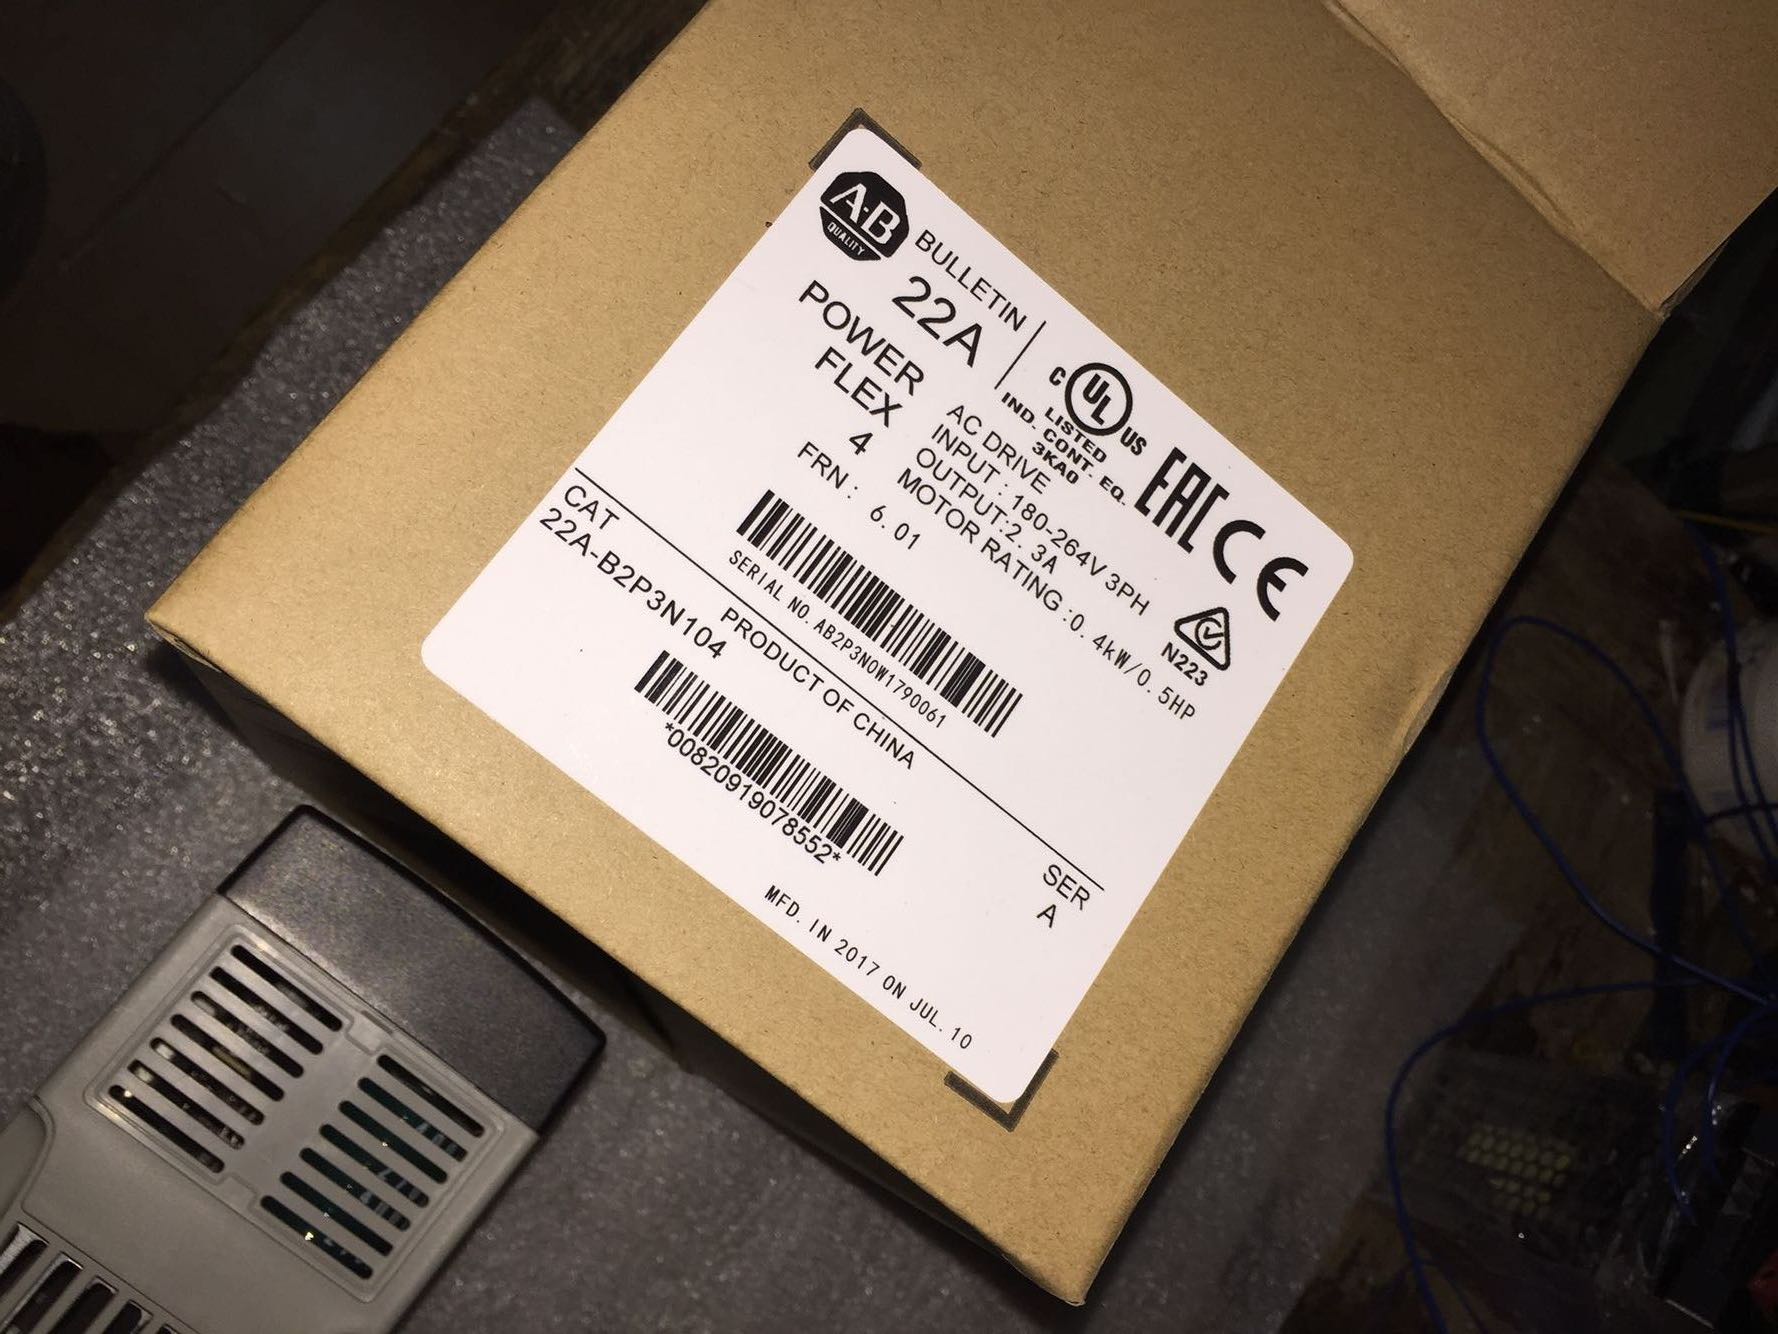 A-B
QUALITY
BULLETIN
22A
POWER
FLEX
4
FRN : 6.01
C UL US
LISTED
IND. CONT. EQ.
3KA0
EAC CE
N223
AC DRIVE
INPUT : 180-264V 3PH
OUTPUT:2. 3A
MOTOR RATING :0. 4kW/0. 5HP
SERIAL NO. AB2P3N0W1790061
PRODUCT OF CHINA
CAT
22A-B2P3N104
SER
A
*00820919078552*
MFD. IN 2017 ON JUL. 10